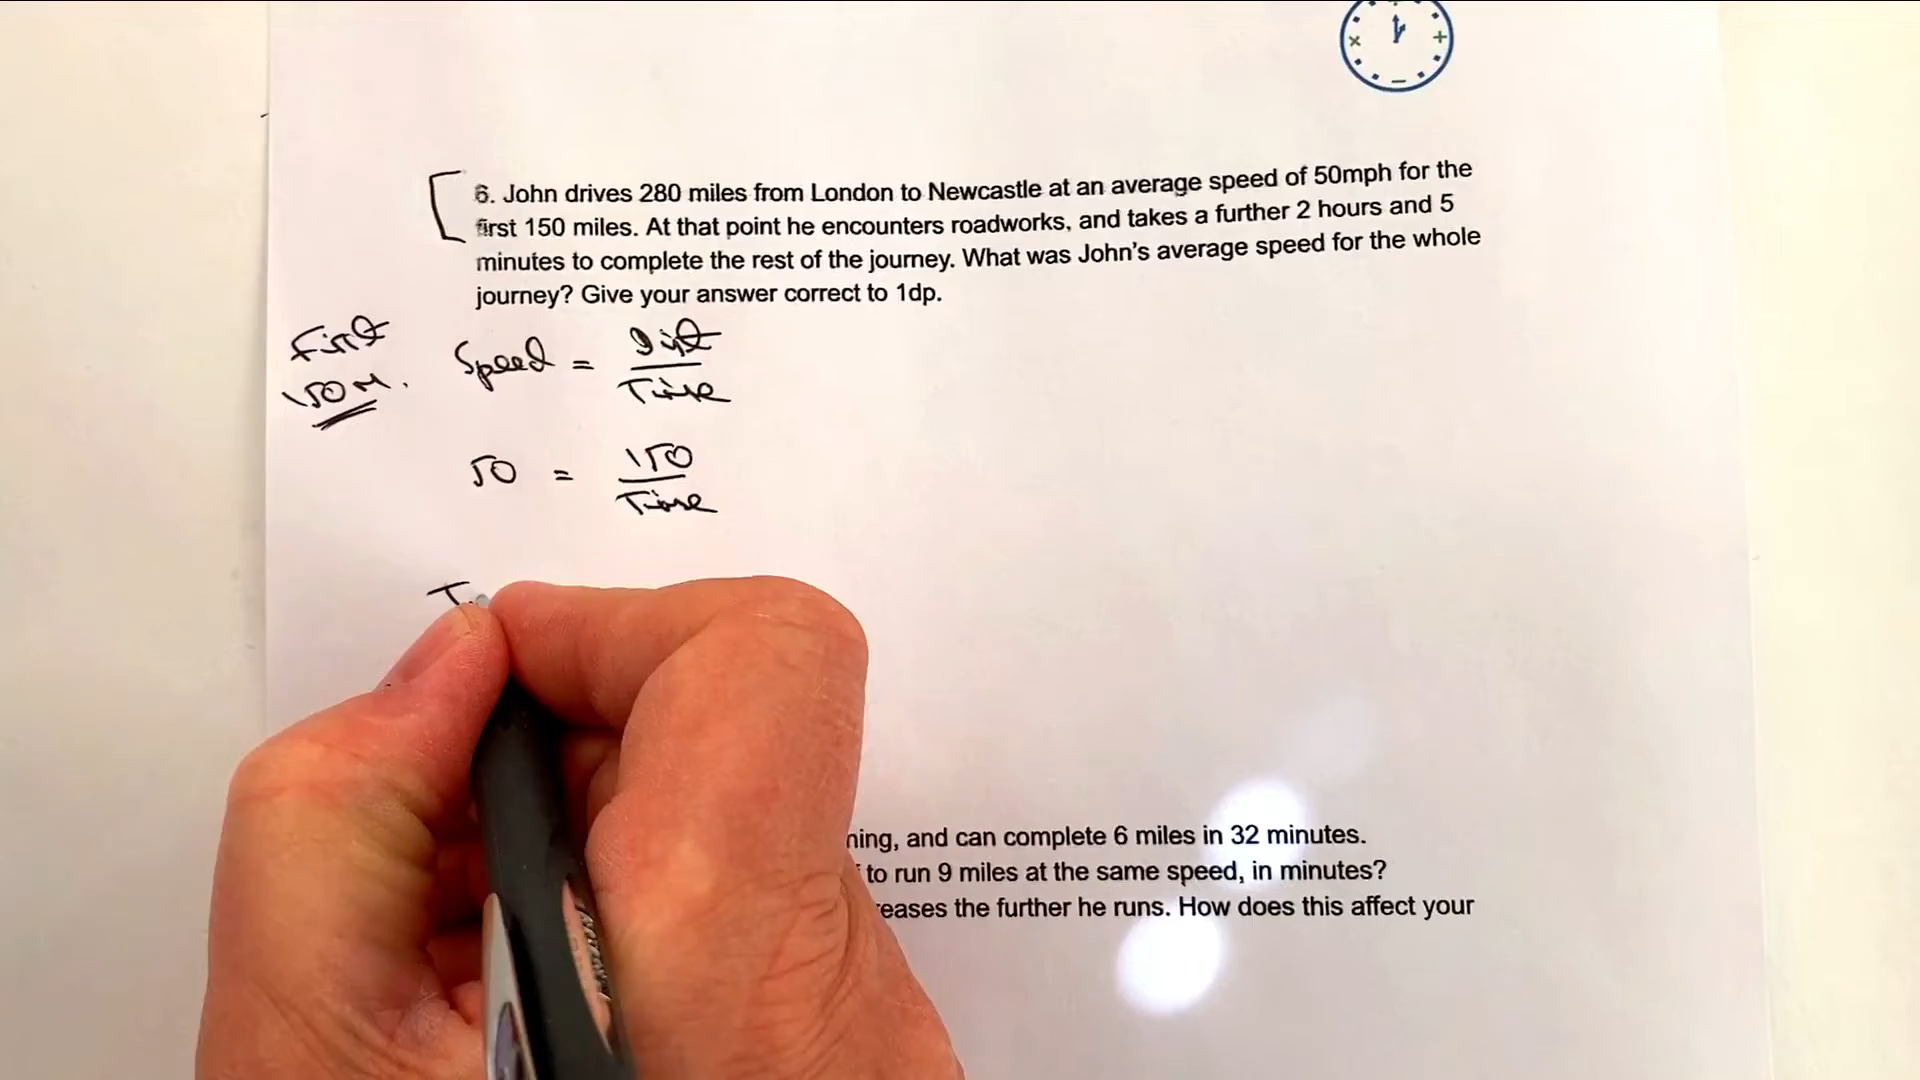 6. John drives 280 miles from London to Newcastle at an average speed of 50mph for the
first 150 miles. At that point he encounters roadworks, and takes a further 2 hours and 5
minutes to complete the rest of the journey. What was John's average speed for the whole
journey? Give your answer correct to 1dp.
First
150M.
Speed = Dist
Time
50 = 150
Time
and can complete 6 miles in 32 minutes.
to run 9 miles at the same speed, in minutes?
the further he runs. How does this affect your